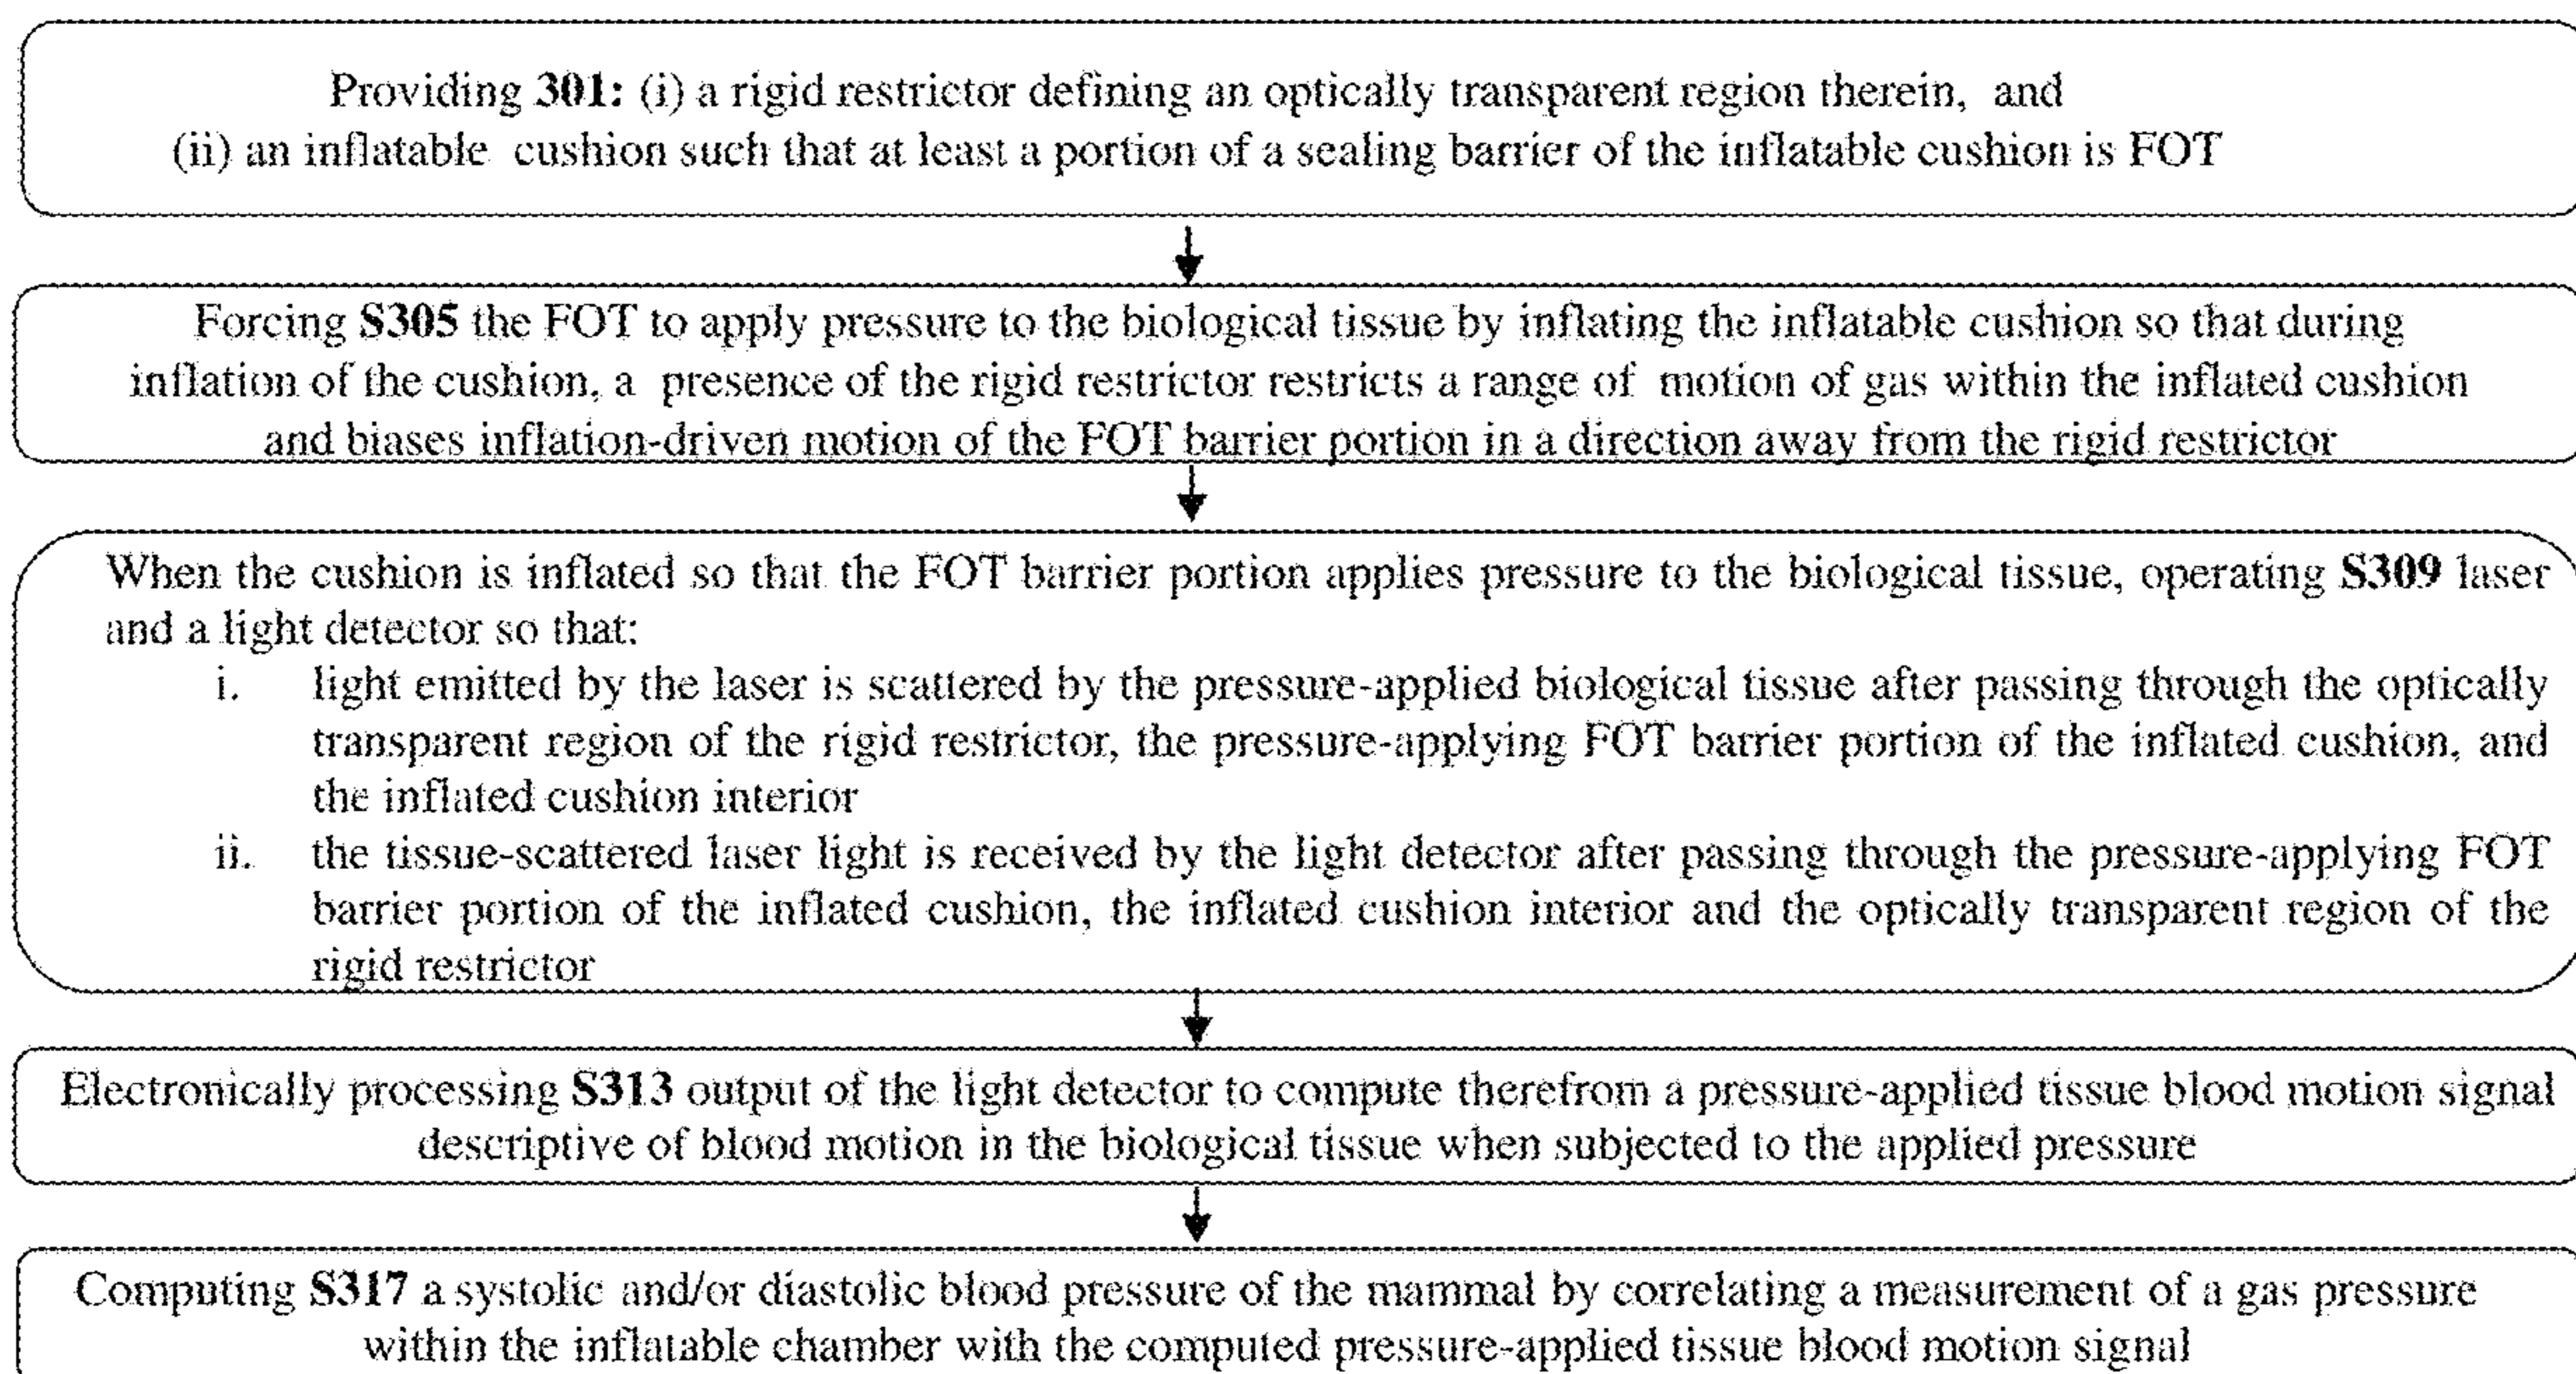 Providing 301: (i) a rigid restrictor defining an optically transparent region therein, and
(ii) an inflatable cushion such that at least a portion of a sealing barrier of the inflatable cushion is FOT
Forcing S305 the FOT to apply pressure to the biological tissue by inflating the inflatable cushion so that during
inflation of the cushion, a presence of the rigid restrictor restricts a range of motion of gas within the inflated cushion
and biases inflation-driven motion of the FOT barrier portion in a direction away from the rigid restrictor
When the cushion is inflated so that the FOT barrier portion applies pressure to the biological tissue, operating S309 laser
and a light detector so that:
i. light emitted by the laser is scattered by the pressure-applied biological tissue after passing through the optically
transparent region of the rigid restrictor, the pressure-applying FOT barrier portion of the inflated cushion, and
the inflated cushion interior
ii. the tissue-scattered laser light is received by the light detector after passing through the pressure-applying FOT
barrier portion of the inflated cushion, the inflated cushion interior and the optically transparent region of the
rigid restrictor
Electronically processing S313 output of the light detector to compute therefrom a pressure-applied tissue blood motion signal
descriptive of blood motion in the biological tissue when subjected to the applied pressure
Computing S317 a systolic and/or diastolic blood pressure of the mammal by correlating a measurement of a gas pressure
within the inflatable chamber with the computed pressure-applied tissue blood motion signal